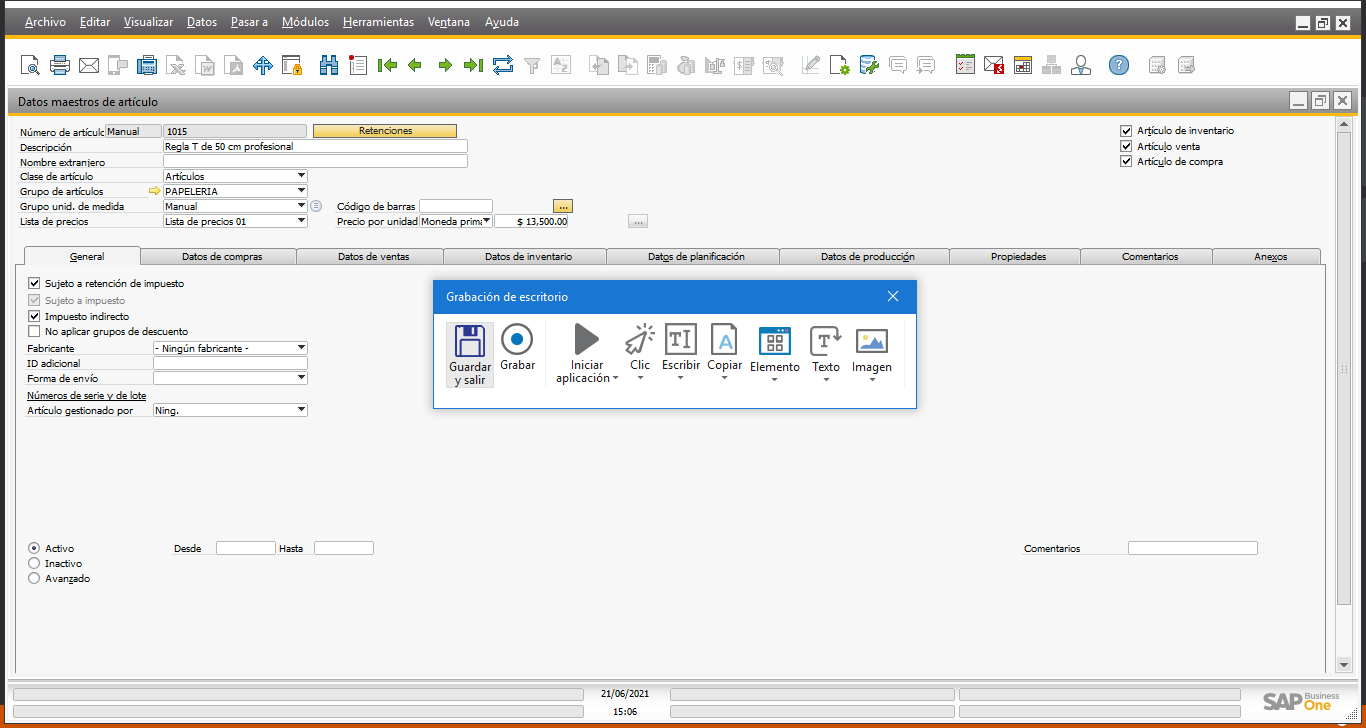 Archivo Editar Visualizar Datos Pasar a Módulos Herramientas Ventana Ayuda
Datos maestros de artículo
Número de artículo Manual 1015 Retenciones
Artículo de inventario
Descripción Regla T de 50 cm profesional
Artículo venta
Nombre extranjero
Artículo de compra
Clase de artículo Artículos
Grupo de artículos PAPELERIA
Grupo unid. de medida Manual Código de barras ...
Lista de precios Lista de precios 01 Precio por unidad Moneda prima $ 13,500.00 ...
General Datos de compras Datos de ventas Datos de inventario Datos de planificación Datos de producción Propiedades Comentarios Anexos
Sujeto a retención de impuesto
Sujeto a impuesto
Impuesto indirecto
No aplicar grupos de descuento
Fabricante - Ningún fabricante -
ID adicional
Forma de envío
Números de serie y de lote
Artículo gestionado por Ning.
Grabación de escritorio
Guardar y salir
Grabar
Iniciar aplicación
Clic
Escribir
Copiar
Elemento
Texto
Imagen
Activo Desde Hasta Comentarios
Inactivo
Avanzado
21/06/2021
15:06
SAP Business One